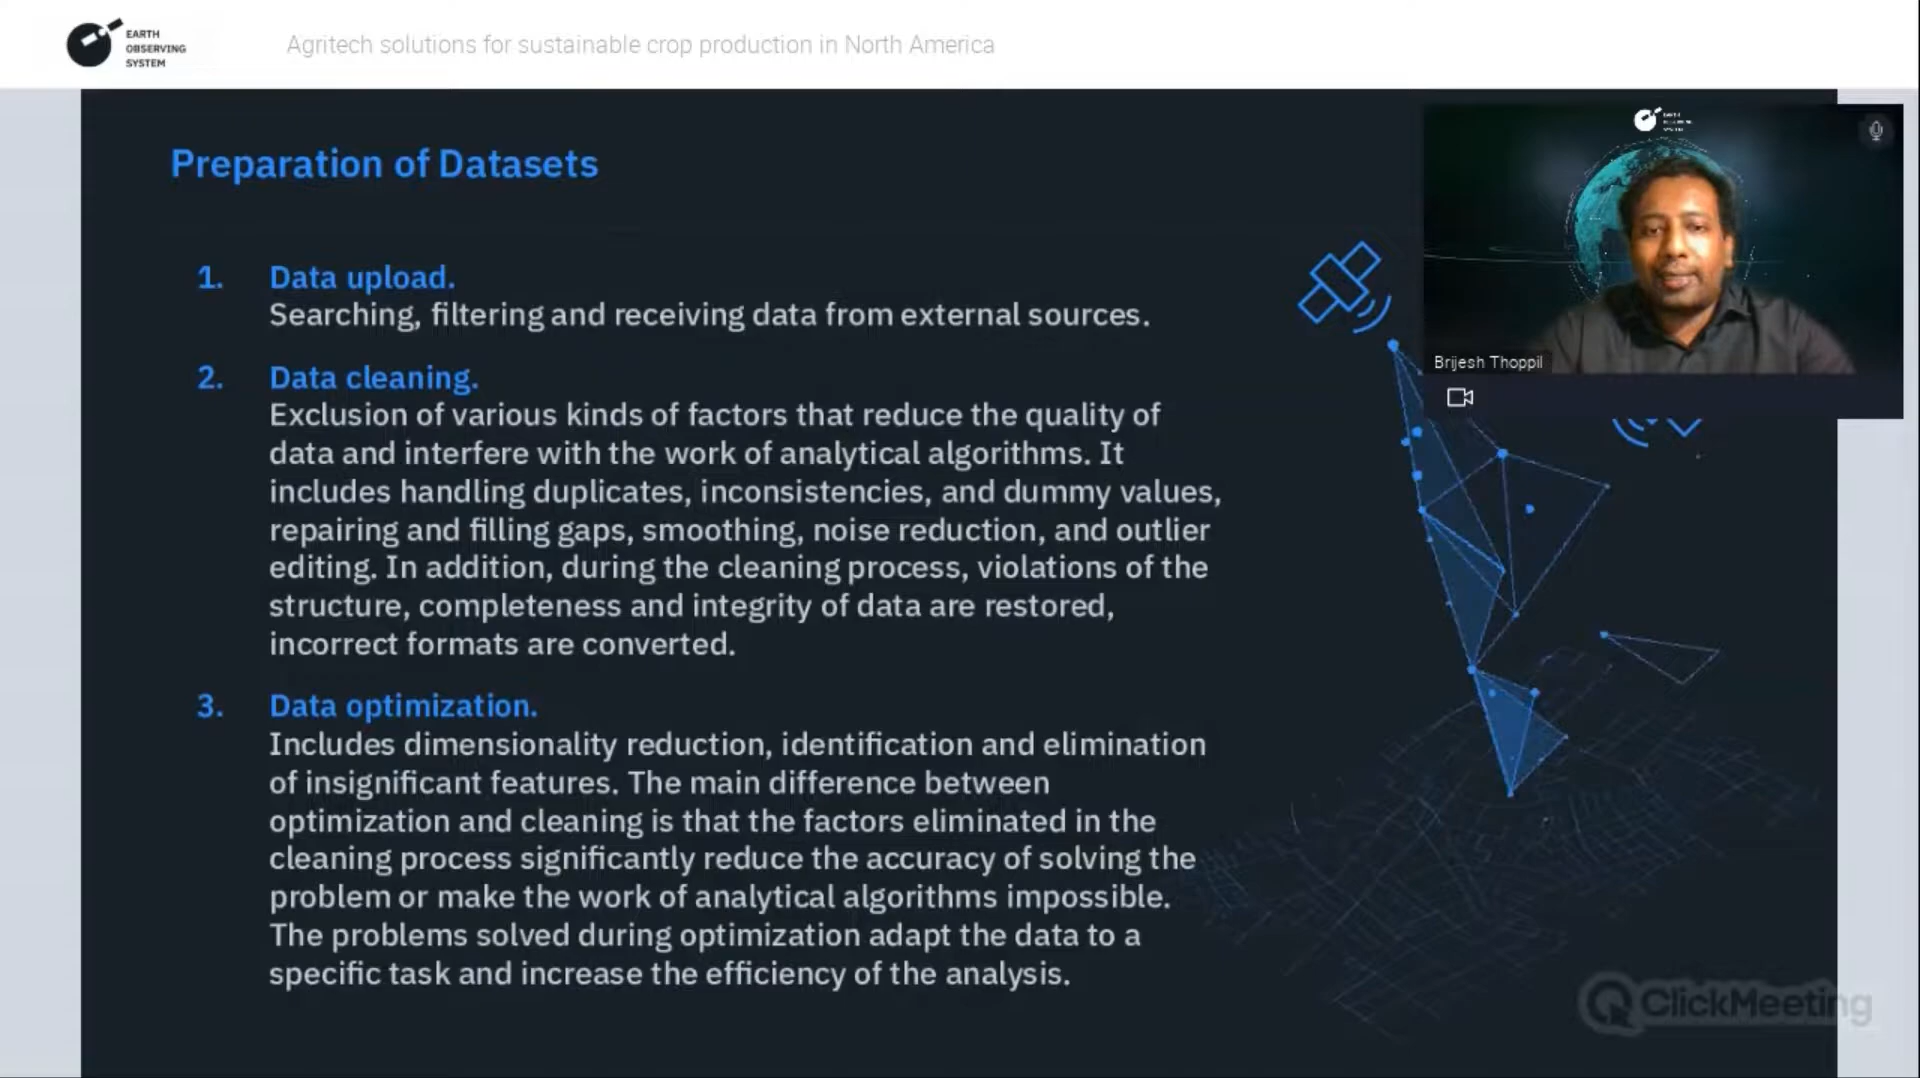 EARTH
OBSERVING
SYSTEM
Agritech solutions for sustainable crop production in North America
Preparation of Datasets
1. Data upload.
Searching, filtering and receiving data from external sources.
2. Data cleaning.
Exclusion of various kinds of factors that reduce the quality of
data and interfere with the work of analytical algorithms. It
includes handling duplicates, inconsistencies, and dummy values,
repairing and filling gaps, smoothing, noise reduction, and outlier
editing. In addition, during the cleaning process, violations of the
structure, completeness and integrity of data are restored,
incorrect formats are converted.
3. Data optimization.
Includes dimensionality reduction, identification and elimination
of insignificant features. The main difference between
optimization and cleaning is that the factors eliminated in the
cleaning process significantly reduce the accuracy of solving the
problem or make the work of analytical algorithms impossible.
The problems solved during optimization adapt the data to a
specific task and increase the efficiency of the analysis.
Brijesh Thoppil
ClickMeeting